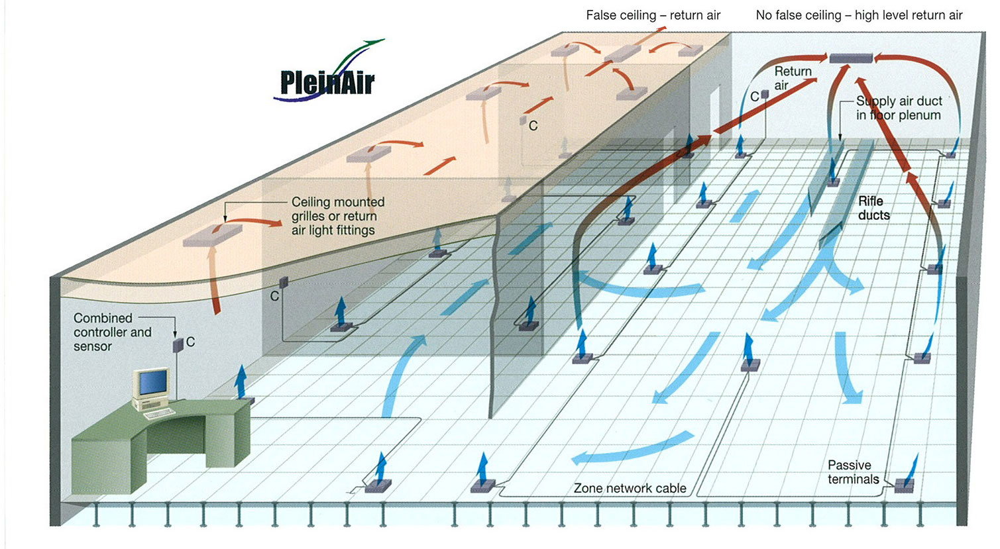 False ceiling – return air
No false ceiling – high level return air
PleinAir
Return
air
C
Supply air duct
in floor plenum
C
Ceiling mounted
grilles or return
air light fittings
Rifle
ducts
C
Combined
controller and
sensor
C
Passive
terminals
Zone network cable